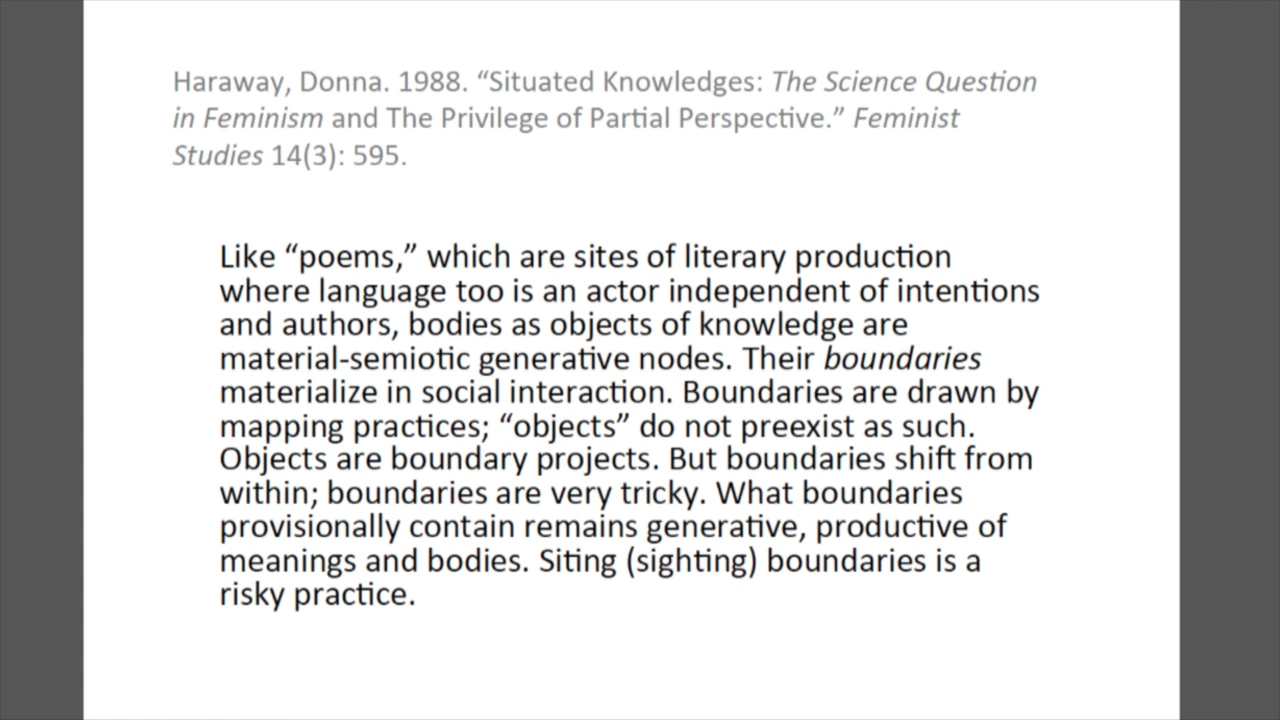 Haraway, Donna. 1988. “Situated Knowledges: The Science Question
in Feminism and The Privilege of Partial Perspective.” Feminist
Studies 14(3): 595.
Like “poems,” which are sites of literary production
where language too is an actor independent of intentions
and authors, bodies as objects of knowledge are
material-semiotic generative nodes. Their boundaries
materialize in social interaction. Boundaries are drawn by
mapping practices; “objects” do not preexist as such.
Objects are boundary projects. But boundaries shift from
within; boundaries are very tricky. What boundaries
provisionally contain remains generative, productive of
meanings and bodies. Siting (sighting) boundaries is a
risky practice.